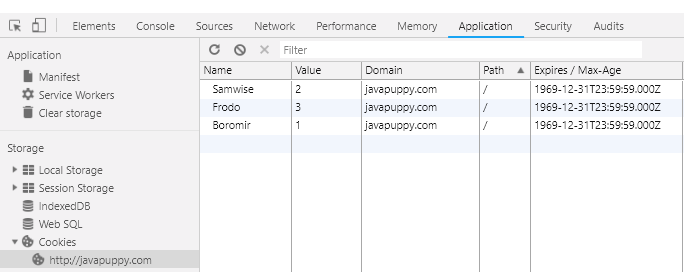 Elements Console Sources Network Performance Memory Application Security Audits
Application
Manifest
Service Workers
Clear storage
Storage
Local Storage
Session Storage
IndexedDB
Web SQL
Cookies
http://javapuppy.com
Filter
Name Value Domain Path Expires / Max-Age
Samwise 2 javapuppy.com / 1969-12-31T23:59:59.000Z
Frodo 3 javapuppy.com / 1969-12-31T23:59:59.000Z
Boromir 1 javapuppy.com / 1969-12-31T23:59:59.000Z